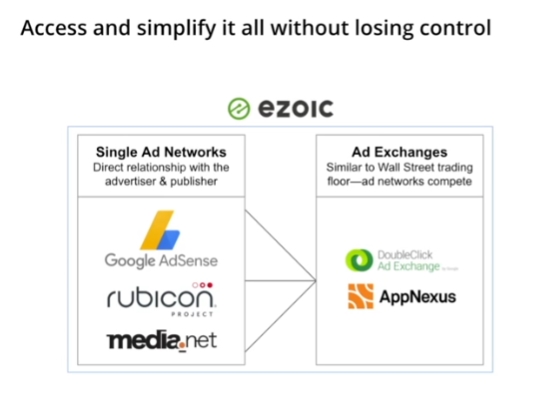 Access and simplify it all without losing control
ezoic
Single Ad Networks
Direct relationship with the
advertiser & publisher
Ad Exchanges
Similar to Wall Street trading
floor—ad networks compete
Google AdSense
rubicon
PROJECT
media.net
DoubleClick
Ad Exchange
AppNexus